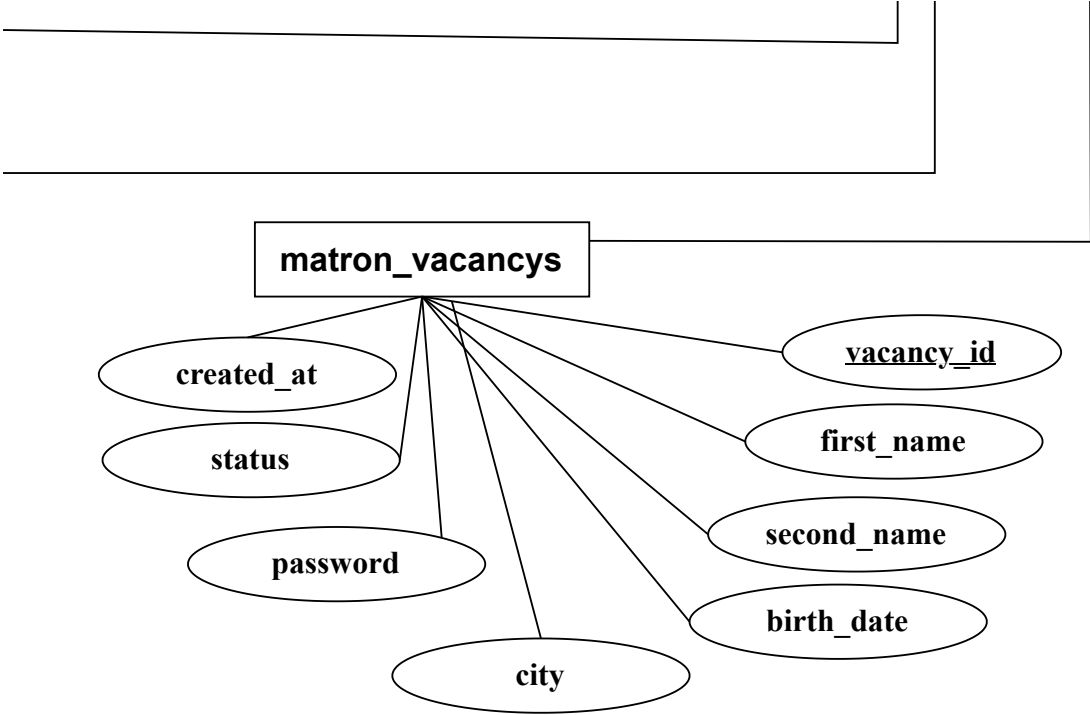 matron_vacancys
created_at
vacancy_id
status
first_name
password
second_name
birth_date
city